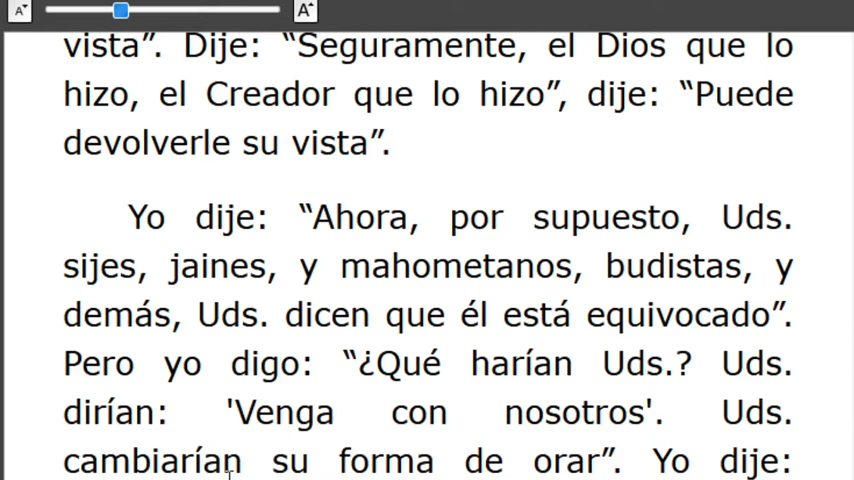 A A
vista”. Dije: “Seguramente, el Dios que lo
hizo, el Creador que lo hizo”, dije: “Puede
devolverle su vista”.
Yo dije: “Ahora, por supuesto, Uds.
sijes, jaines, y mahometanos, budistas, y
demás, Uds. dicen que él está equivocado”.
Pero yo digo: “¿Qué harían Uds.? Uds.
dirían: 'Venga con nosotros'. Uds.
cambiarían su forma de orar”. Yo dije: